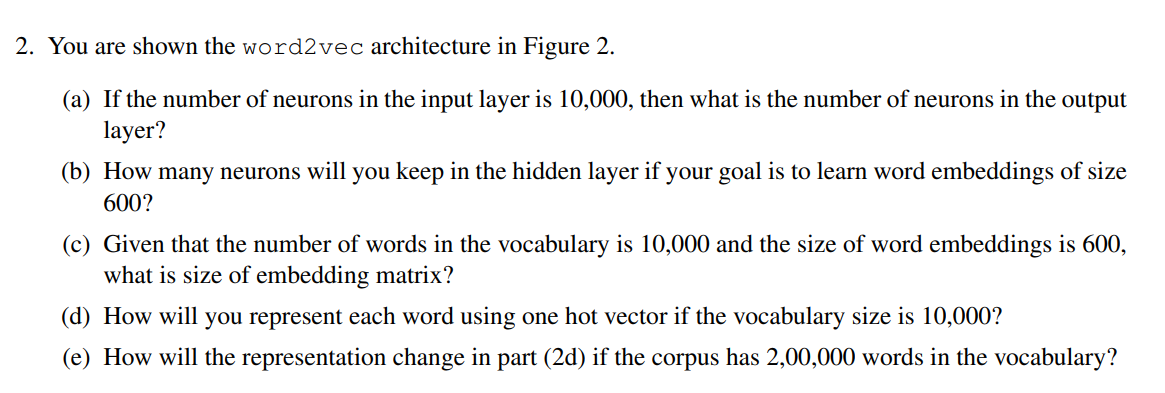 2. You are shown the word2vec architecture in Figure 2.
(a) If the number of neurons in the input layer is 10,000, then what is the number of neurons in the output
layer?
(b) How many neurons will you keep in the hidden layer if your goal is to learn word embeddings of size
600?
(c) Given that the number of words in the vocabulary is 10,000 and the size of word embeddings is 600,
what is size of embedding matrix?
(d) How will you represent each word using one hot vector if the vocabulary size is 10,000?
(e) How will the representation change in part (2d) if the corpus has 2,00,000 words in the vocabulary?